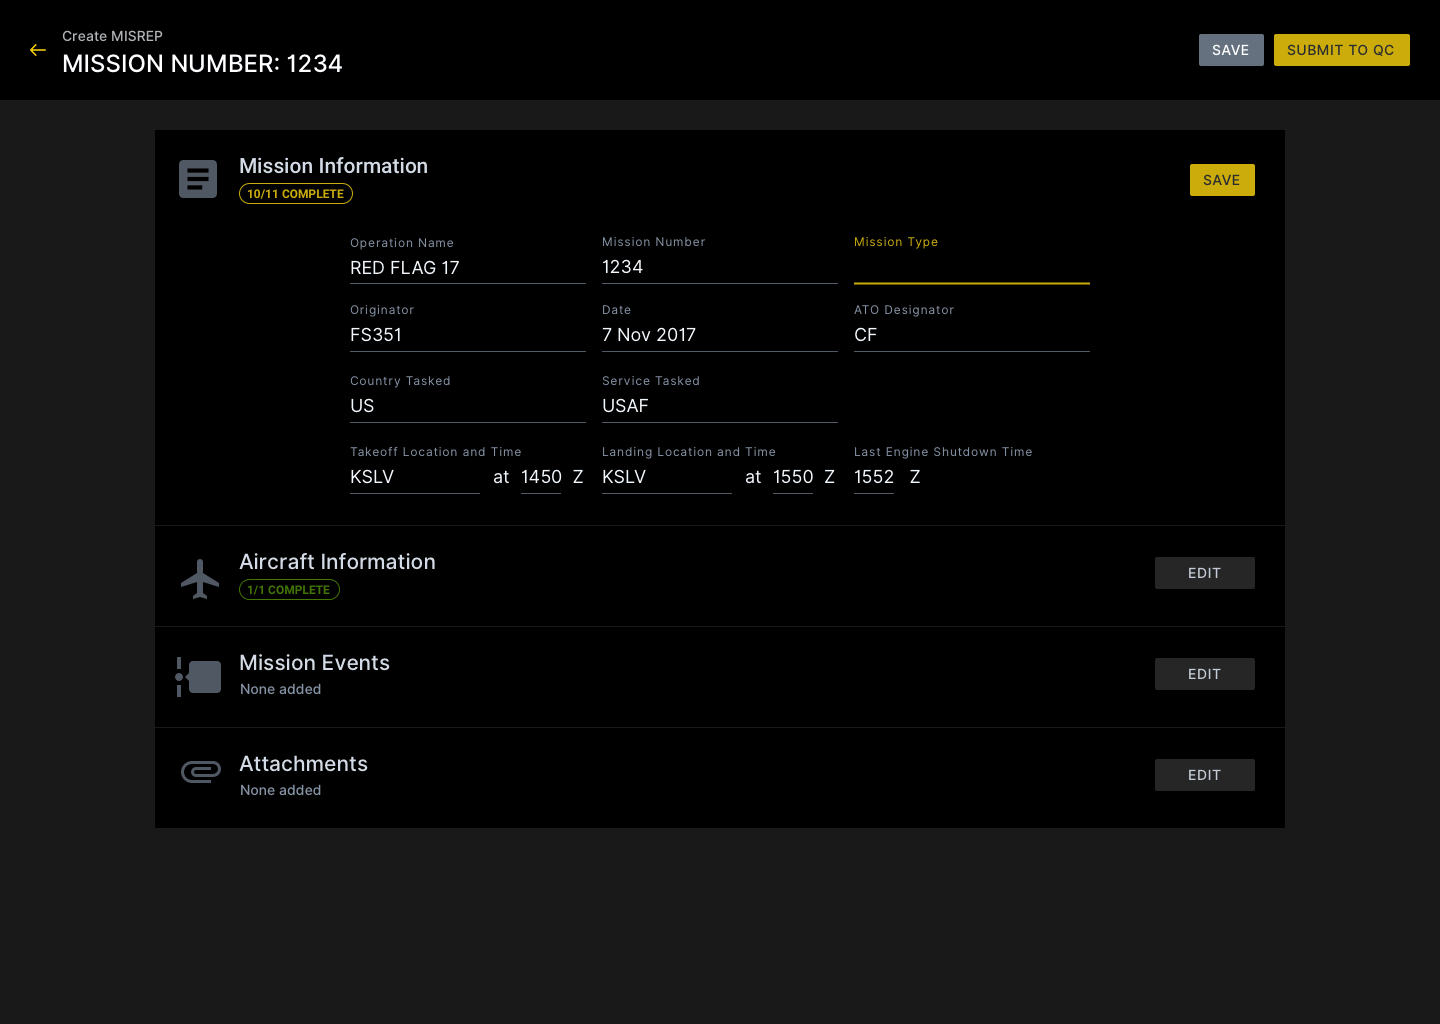 Create MISREP
MISSION NUMBER: 1234
SAVE
SUBMIT TO QC
Mission Information
10/11 COMPLETE
SAVE
Operation Name
RED FLAG 17
Mission Number
1234
Mission Type
Originator
FS351
Date
7 Nov 2017
ATO Designator
CF
Country Tasked
US
Service Tasked
USAF
Takeoff Location and Time
KSLV at 1450 Z
Landing Location and Time
KSLV at 1550 Z
Last Engine Shutdown Time
1552 Z
Aircraft Information
1/1 COMPLETE
EDIT
Mission Events
None added
EDIT
Attachments
None added
EDIT